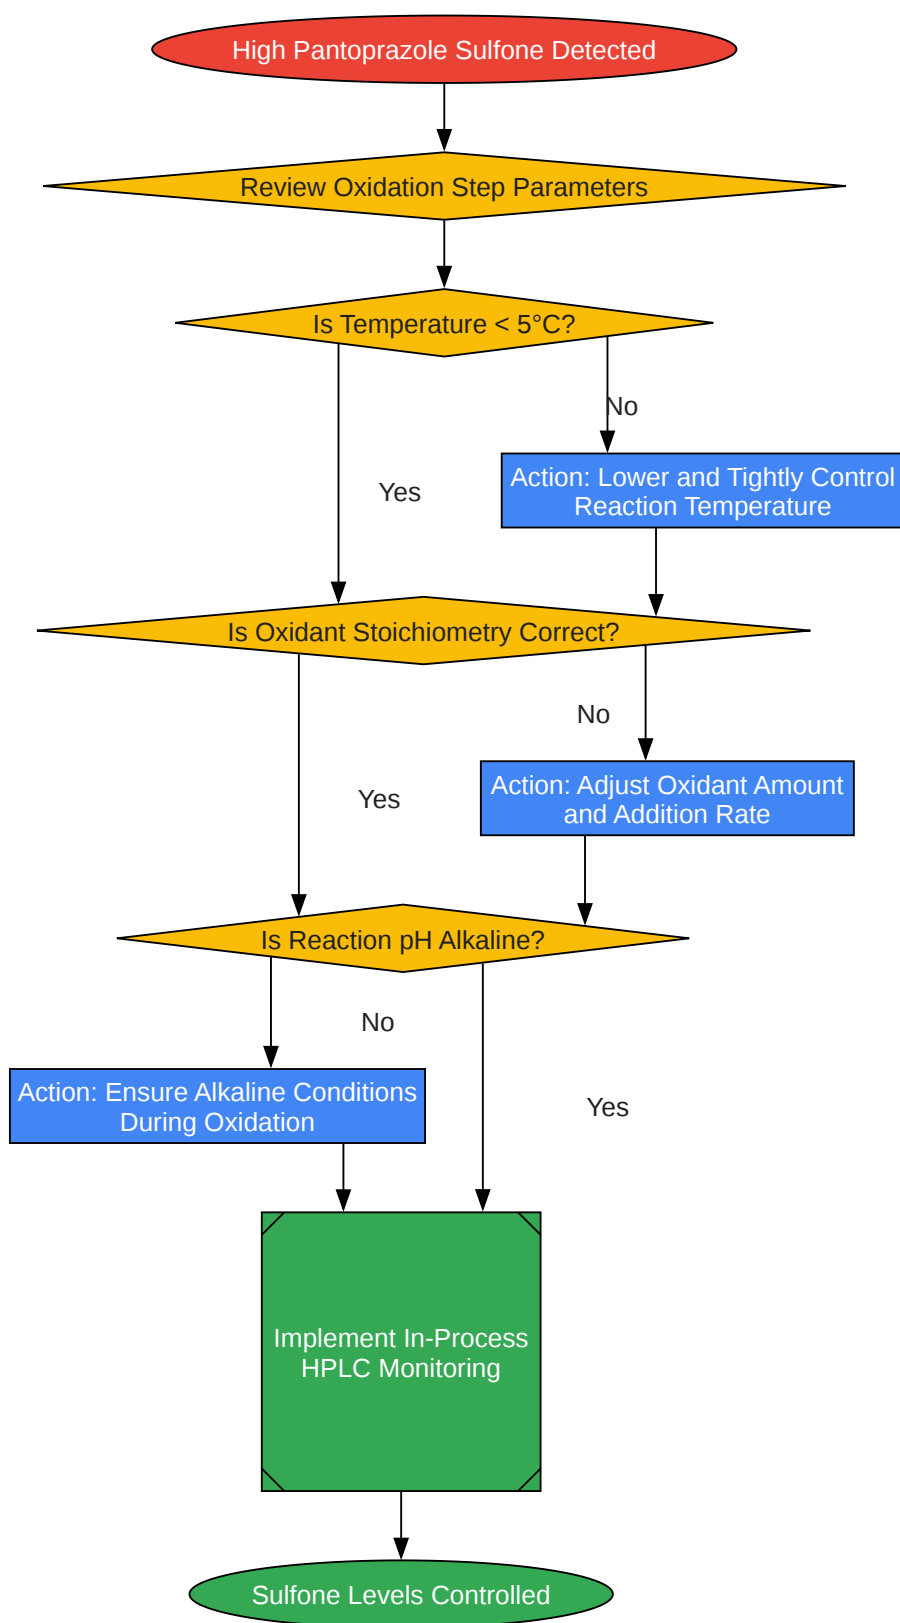 High Pantoprazole Sulfone Detected
Review Oxidation Step Parameters
Is Temperature < 5°C?
No
Action: Lower and Tightly Control
Reaction Temperature
Yes
Is Oxidant Stoichiometry Correct?
No
Action: Adjust Oxidant Amount
and Addition Rate
Yes
Is Reaction pH Alkaline?
No
Action: Ensure Alkaline Conditions
During Oxidation
Yes
Implement In-Process
HPLC Monitoring
Sulfone Levels Controlled